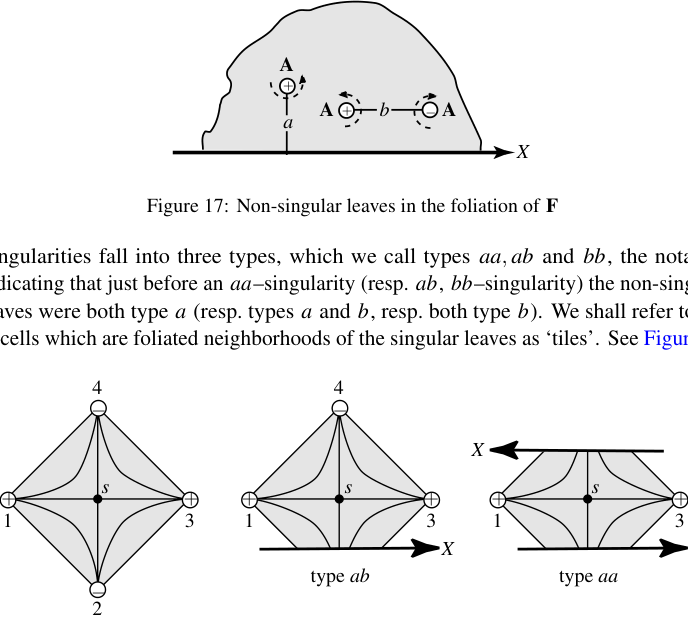 A
+
a
A + b − A
X
Figure 17: Non-singular leaves in the foliation of F
ngularities fall into three types, which we call types aa, ab and bb, the nota
dicating that just before an aa–singularity (resp. ab, bb–singularity) the non-sing
aves were both type a (resp. types a and b, resp. both type b). We shall refer to
cells which are foliated neighborhoods of the singular leaves as ‘tiles’. See Figur
4
−
s
+
+
1
3
−
2
4
−
s
+
+
1
3
X
type ab
X
s
+
+
1
3
type aa